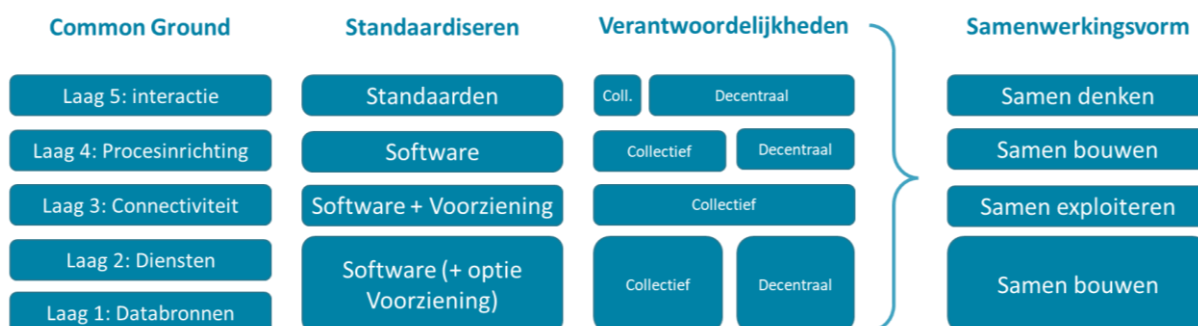 Common Ground
Standaardiseren
Verantwoordelijkheden
Samenwerkingsvorm
Laag 5: interactie
Standaarden
Coll.
Decentraal
Samen denken
Laag 4: Procesinrichting
Software
Collectief
Decentraal
Samen bouwen
Laag 3: Connectiviteit
Software + Voorziening
Collectief
Samen exploiteren
Laag 2: Diensten
Laag 1: Databronnen
Software (+ optie
Voorziening)
Collectief
Decentraal
Samen bouwen